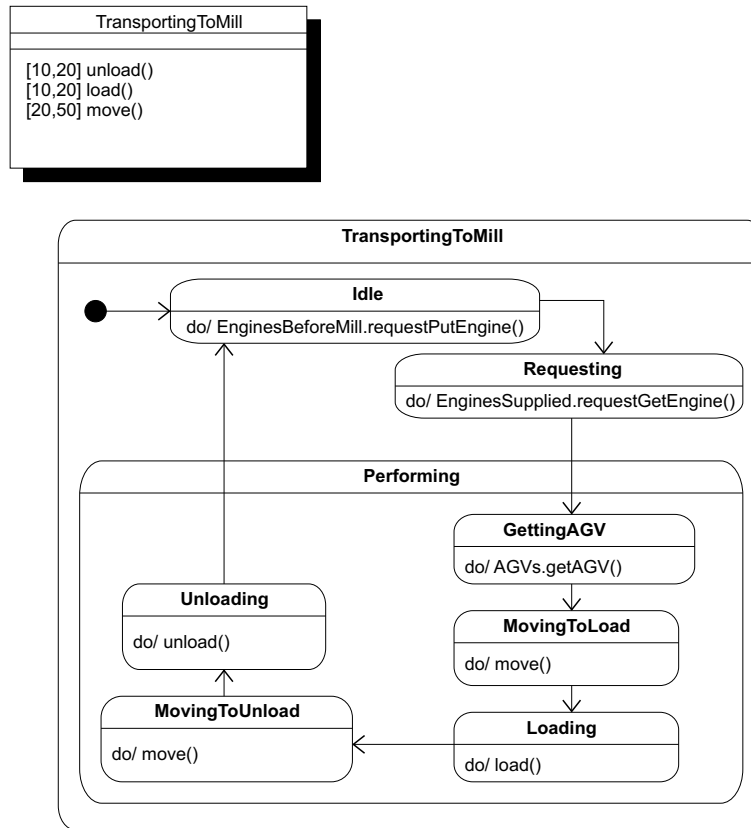 TransportingToMill
[10,20] unload()
[10,20] load()
[20,50] move()
TransportingToMill
Idle
do/ EnginesBeforeMill.requestPutEngine()
Requesting
do/ EnginesSupplied.requestGetEngine()
Performing
GettingAGV
do/ AGVs.getAGV()
Unloading
do/ unload()
MovingToLoad
do/ move()
MovingToUnload
do/ move()
Loading
do/ load()